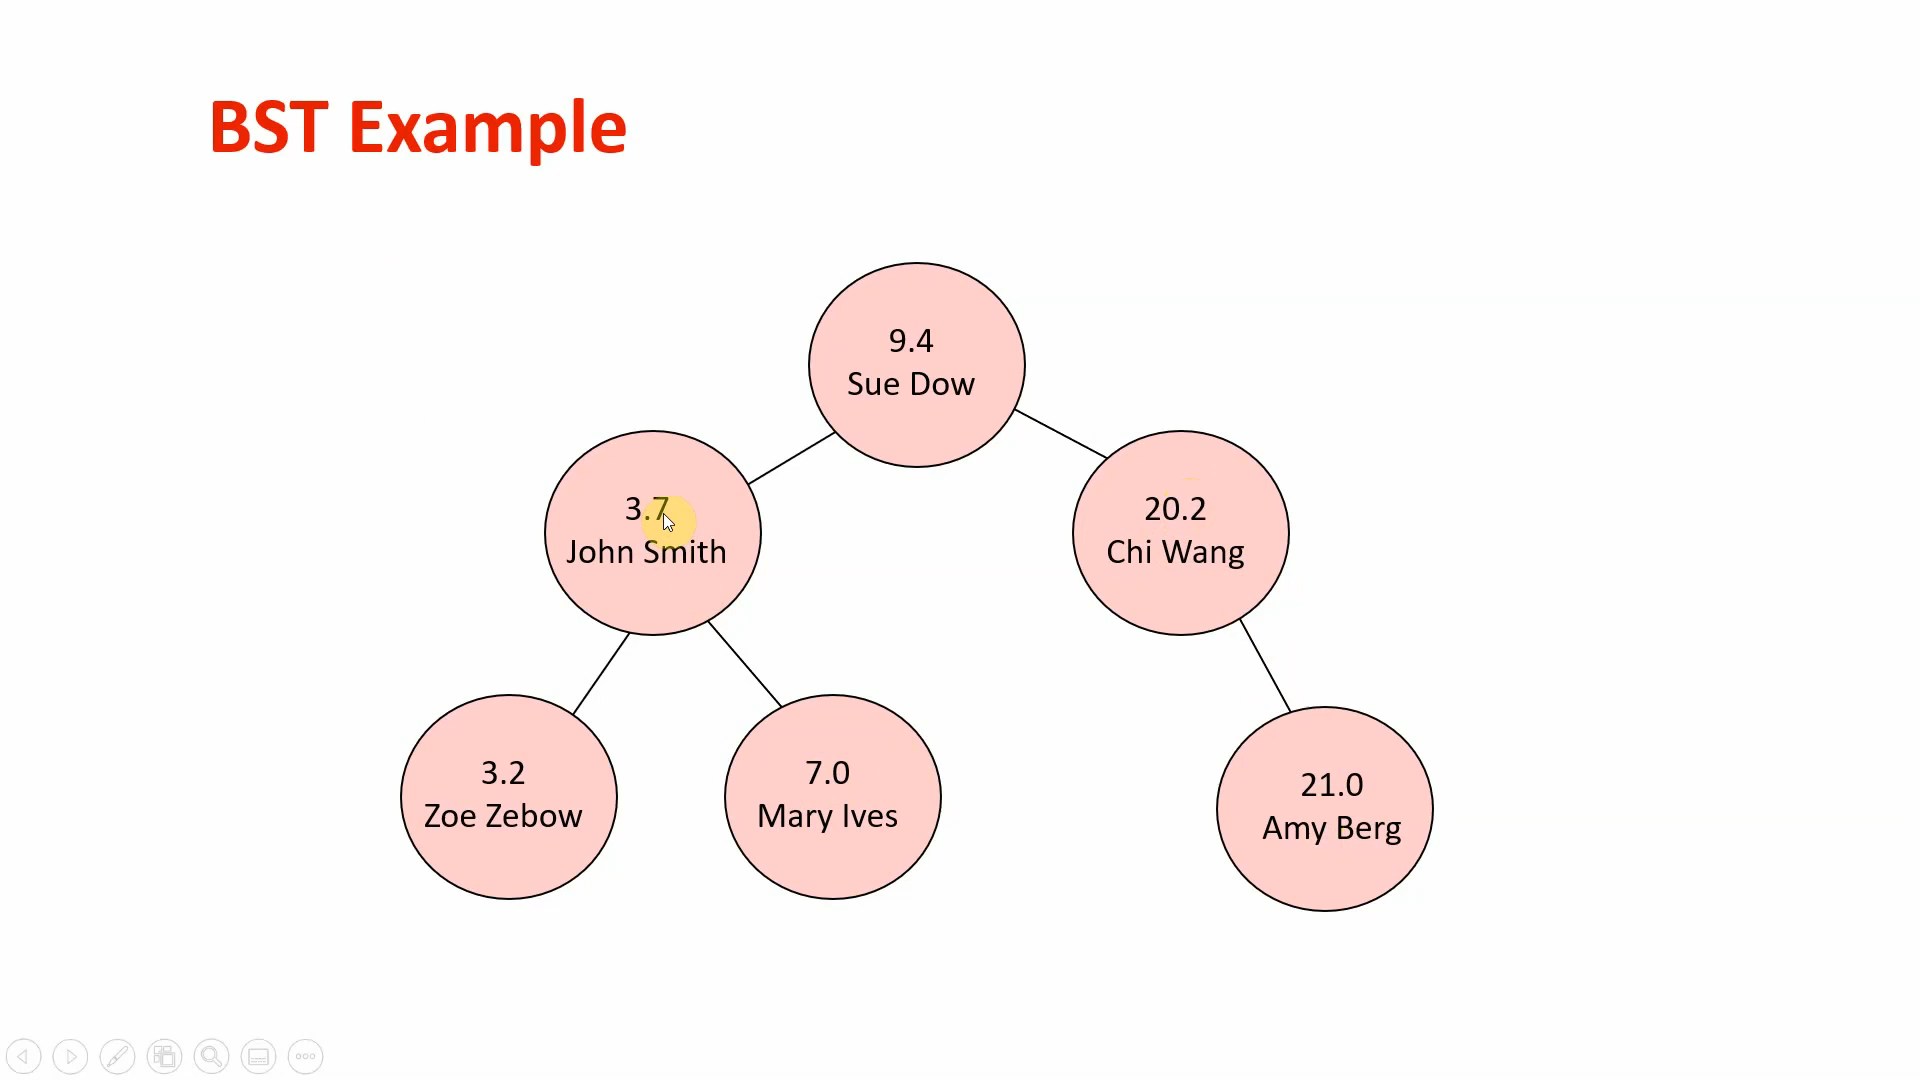 BST Example
9.4
Sue Dow
3.7
John Smith
20.2
Chi Wang
3.2
Zoe Zebow
7.0
Mary Ives
21.0
Amy Berg